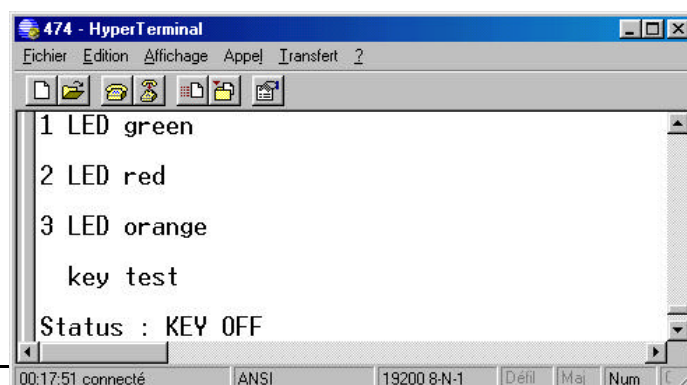 474 - HyperTerminal
Fichier Edition Affichage Appel Transfert ?
1 LED green
2 LED red
3 LED orange
key test
Status : KEY OFF
00:17:51 connecté ANSI 19200 8-N-1 Défil Maj Num